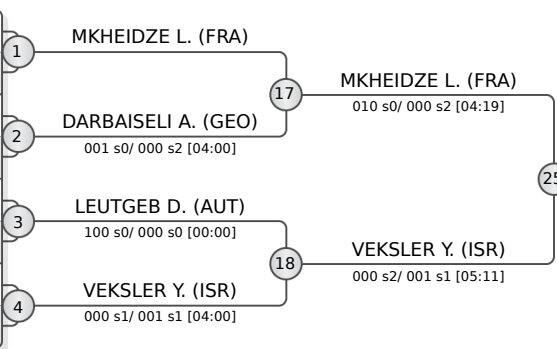 1
MKHEIDZE L. (FRA)
17
MKHEIDZE L. (FRA)
010 s0/ 000 s2 [04:19]
2
DARBAISELI A. (GEO)
001 s0/ 000 s2 [04:00]
25
3
LEUTGEB D. (AUT)
100 s0/ 000 s0 [00:00]
18
VEKSLER Y. (ISR)
000 s2/ 001 s1 [05:11]
4
VEKSLER Y. (ISR)
000 s1/ 001 s1 [04:00]